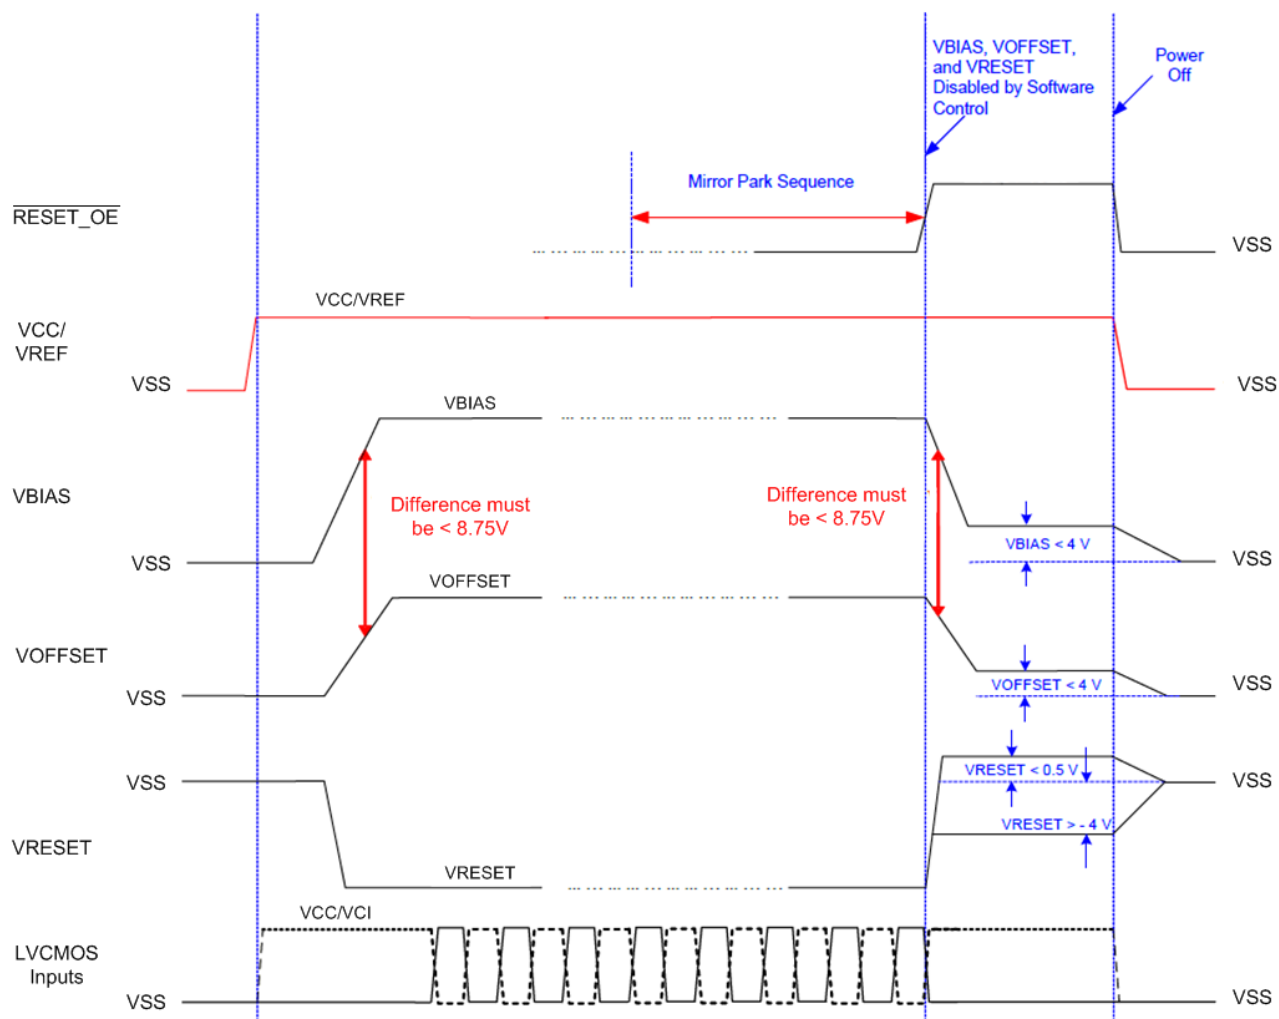 VBIAS, VOFFSET,
and VRESET
Disabled by Software
Control
Power
Off
Mirror Park Sequence
RESET_OE
VSS
VCC/VREF
VCC/
VREF
VSS
VSS
VBIAS
VBIAS
Difference must
be < 8.75V
Difference must
be < 8.75V
VBIAS < 4 V
VSS
VSS
VOFFSET
VOFFSET
VOFFSET < 4 V
VSS
VSS
VSS
VRESET < 0.5 V
VSS
VRESET > - 4 V
VRESET
VRESET
VCC/VCI
LVCMOS
Inputs
VSS
VSS